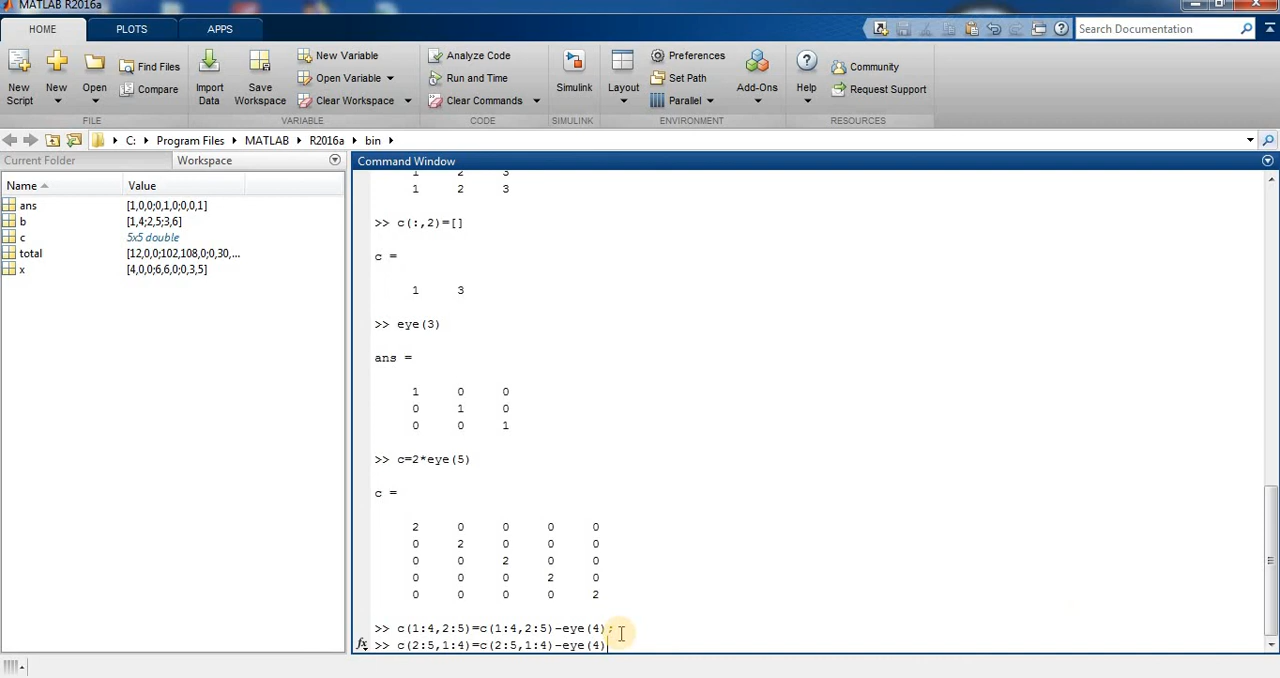 MATLAB R2016a
HOME PLOTS APPS
Search Documentation
New Script
New
Open
Find Files
Compare
Import Data
Save Workspace
New Variable
Open Variable
Clear Workspace
Analyze Code
Run and Time
Clear Commands
Simulink
Layout
Preferences
Set Path
Parallel
Add-Ons
Help
Community
Request Support
FILE VARIABLE CODE SIMULINK ENVIRONMENT RESOURCES
C: Program Files MATLAB R2016a bin
Current Folder Workspace
Name Value
ans [1,0,0;0,1,0;0,0,1]
b [1,4;2,5;3,6]
c 5x5 double
total [12,0,0;102,108,0;0,30,...
x [4,0,0;6,6,0;0,3,5]
Command Window
1 2 3
1 2 3
>> c(:,2)=[]
c =
1 3
>> eye(3)
ans =
1 0 0
0 1 0
0 0 1
>> c=2*eye(5)
c =
2 0 0 0 0
0 2 0 0 0
0 0 2 0 0
0 0 0 2 0
0 0 0 0 2
>> c(1:4,2:5)=c(1:4,2:5)-eye(4);
fx >> c(2:5,1:4)=c(2:5,1:4)-eye(4)